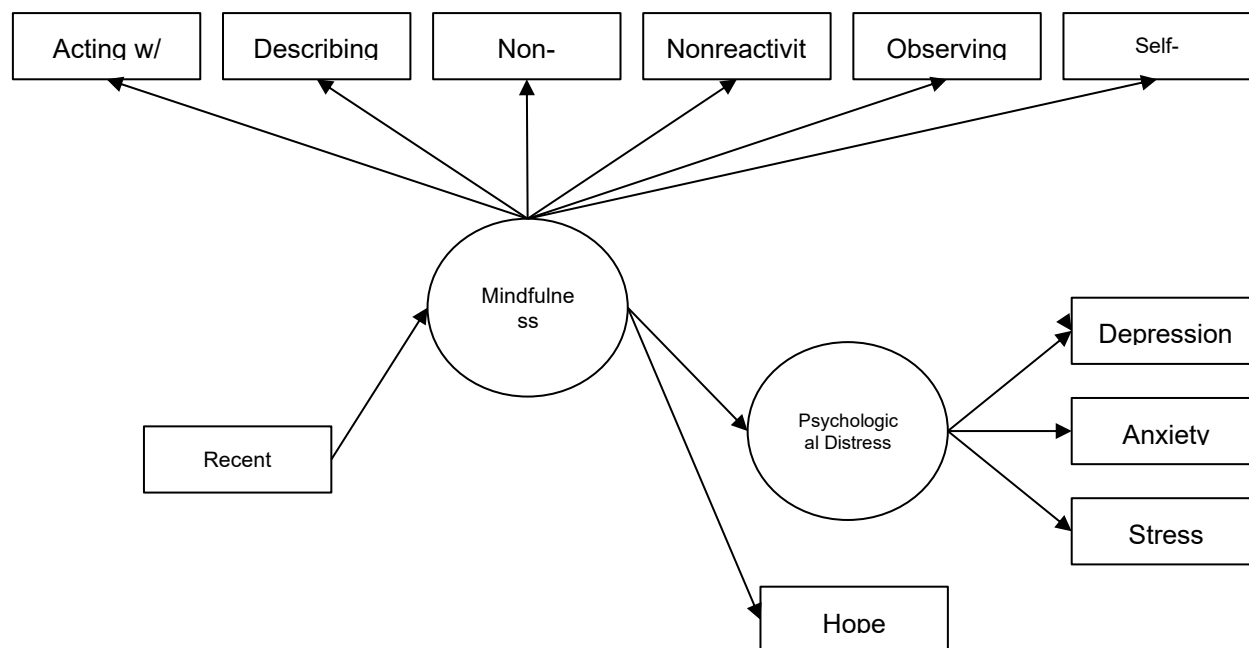 Acting w/
Describing
Non-
Nonreactivit
Observing
Self-
Mindfulne
ss
Depression
Psychologic
al Distress
Anxiety
Recent
Stress
Hope